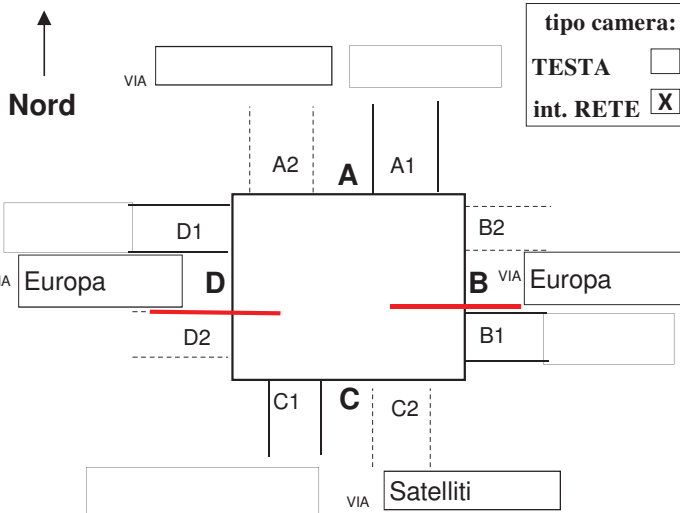 tipo camera:
TESTA
int. RETE X
Nord
VIA
A2
A
A1
D1
B2
VIA Europa
D
B
VIA Europa
D2
B1
C1
C
C2
VIA Satelliti